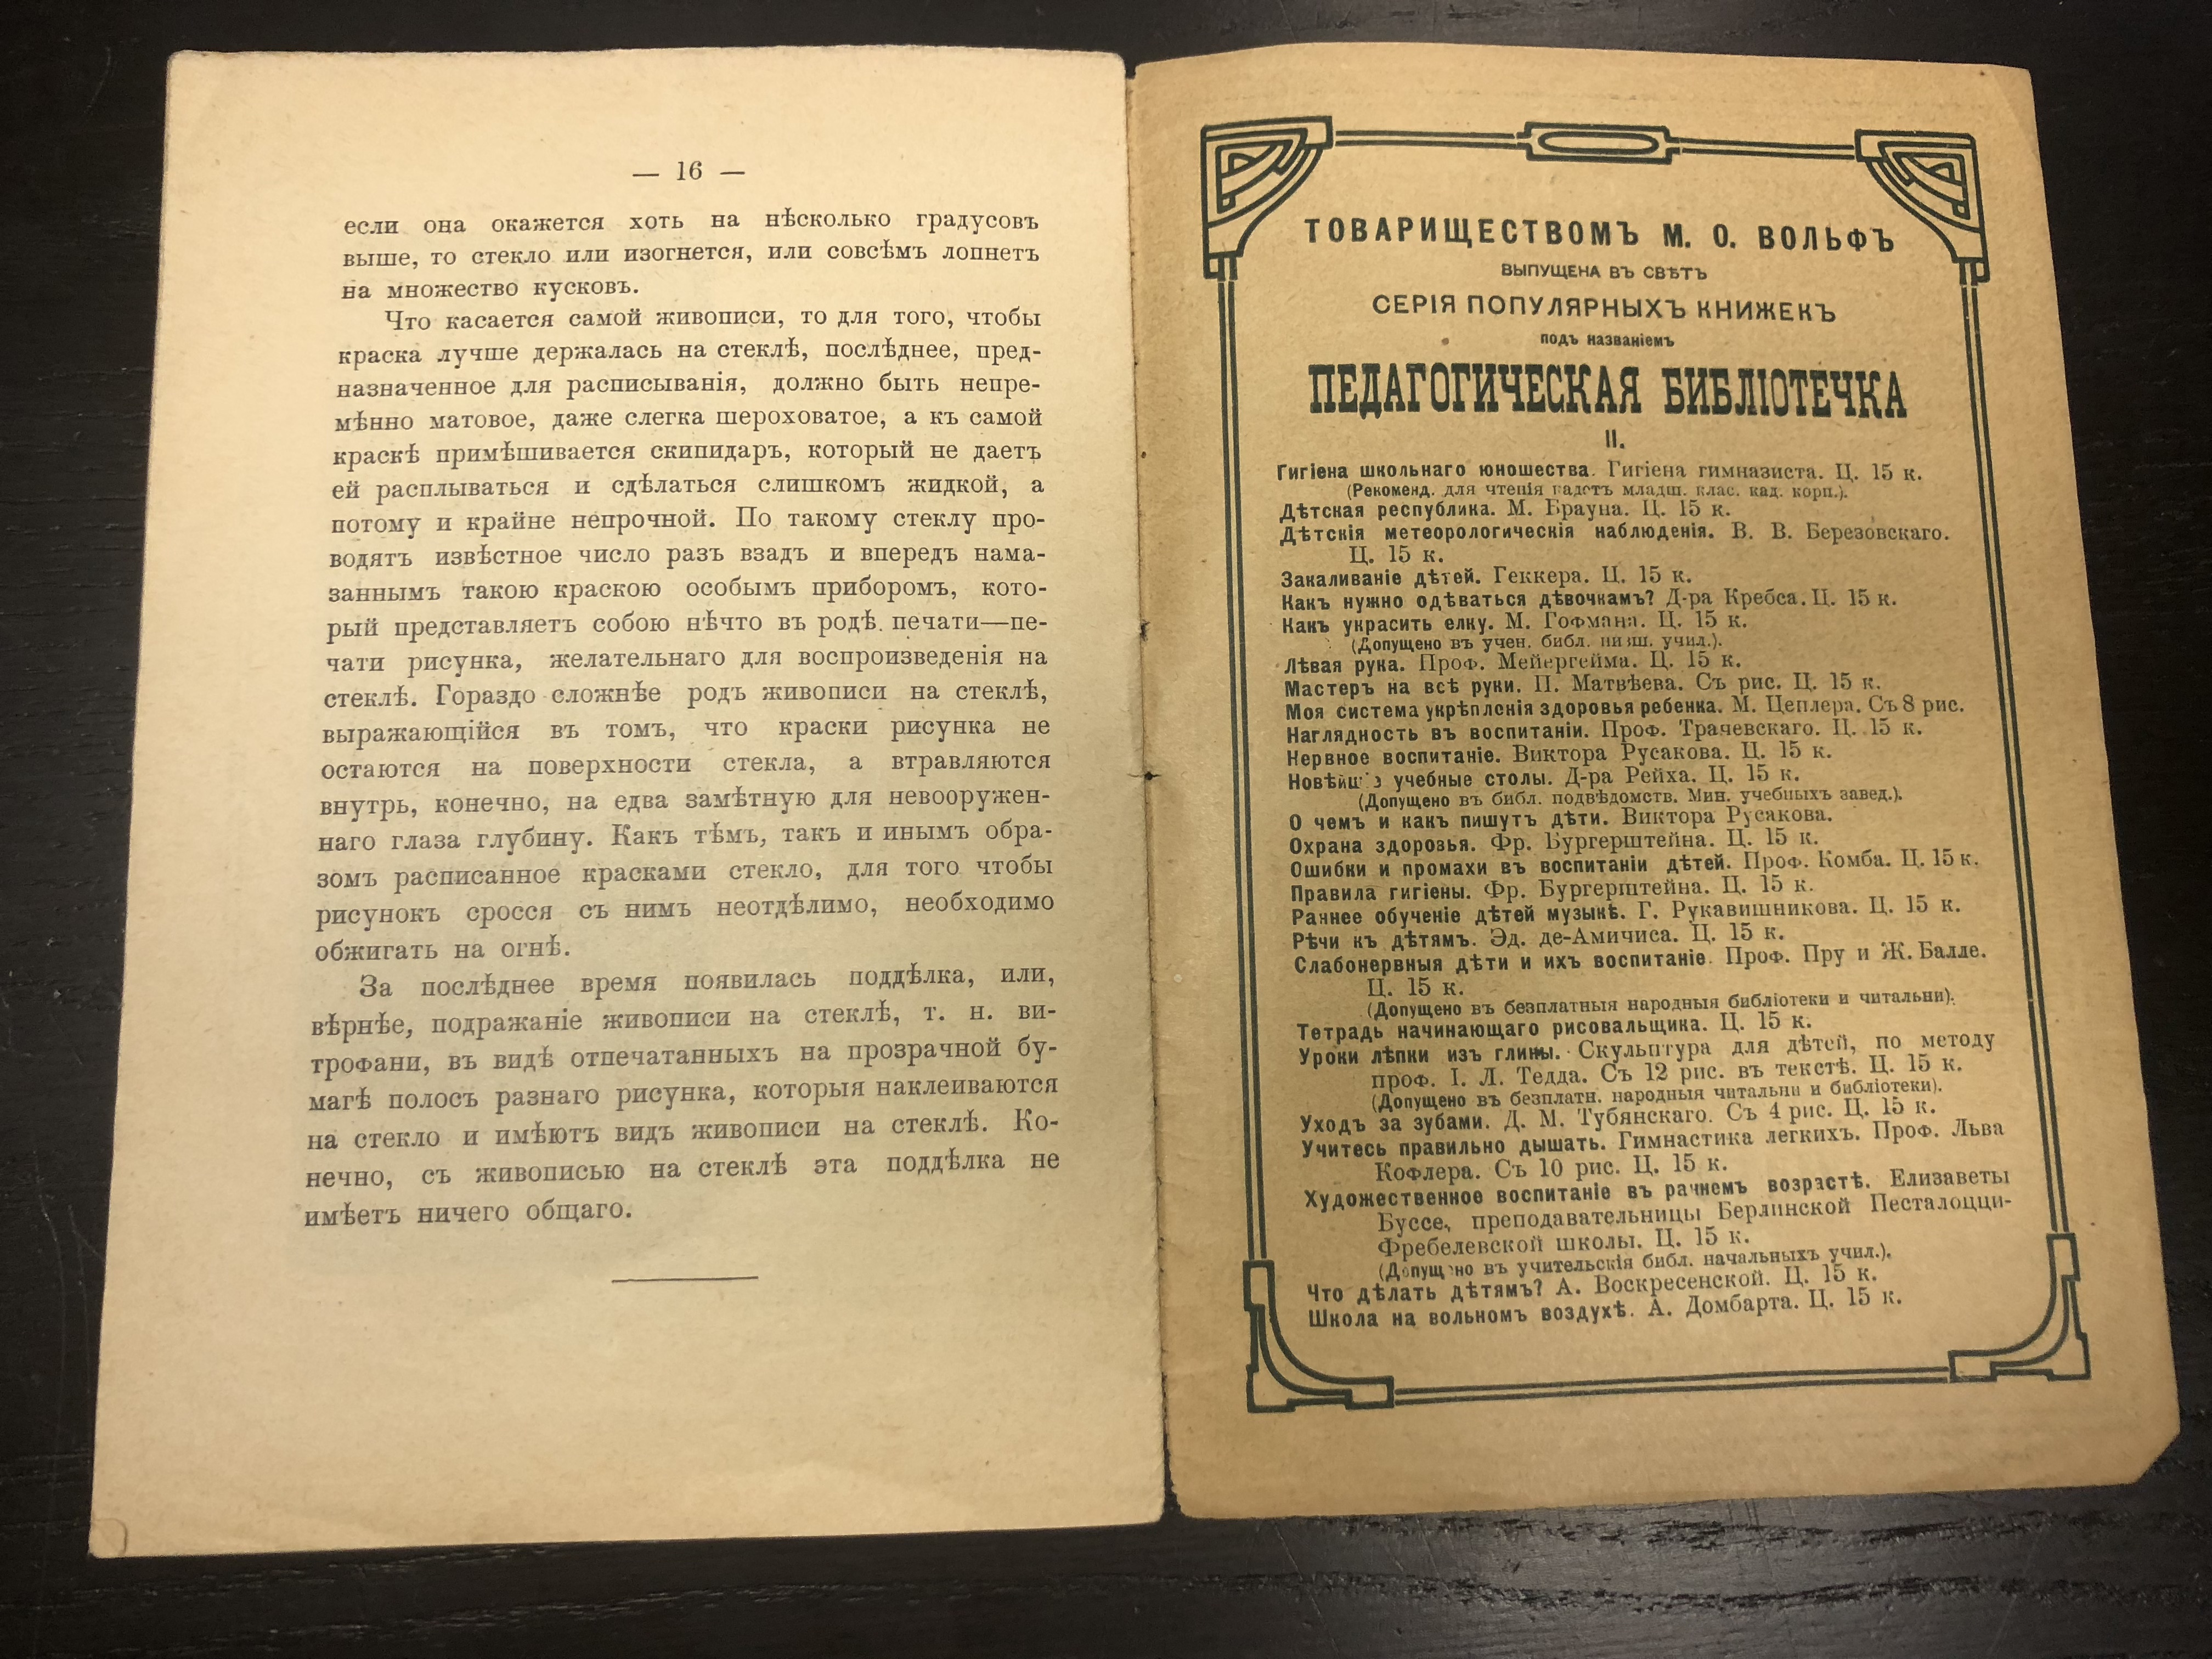 — 16 —
если она окажется хоть на нѣсколько градусовъ
выше, то стекло или изогнется, или совсѣмъ лопнетъ
на множество кусковъ.
Что касается самой живописи, то для того, чтобы
краска лучше держалась на стеклѣ, послѣднее, пред-
назначенное для расписыванія, должно быть непре-
мѣнно матовое, даже слегка шероховатое, а къ самой
краскѣ примѣшивается скипидаръ, который не даетъ
ей расплываться и сдѣлаться слишкомъ жидкой, а
потому и крайне непрочной. По такому стеклу про-
водятъ извѣстное число разъ взадъ и впередъ нама-
заннымъ такою краскою особымъ приборомъ, кото-
рый представляетъ собою нѣчто въ родѣ. печати—пе-
чати рисунка, желательнаго для воспроизведенія на
стеклѣ. Гораздо сложнѣе родъ живописи на стеклѣ,
выражающійся въ томъ, что краски рисунка не
остаются на поверхности стекла, а втравляются
внутрь, конечно, на едва замѣтную для невооружен-
наго глаза глубину. Какъ тѣмъ, такъ и инымъ обра-
зомъ расписанное красками стекло, для того чтобы
рисунокъ сросся съ нимъ неотдѣлимо, необходимо
обжигать на огнѣ.
За послѣднее время появилась поддѣлка, или,
вѣрнѣе, подражаніе живописи на стеклѣ, т. н. ви-
трофани, въ видѣ отпечатанныхъ на прозрачной бу-
магѣ полосъ разнаго рисунка, которыя наклеиваются
на стекло и имѣютъ видъ живописи на стеклѣ. Ко-
нечно, съ живописью на стеклѣ эта поддѣлка не
имѣетъ ничего общаго.
ТОВАРИЩЕСТВОМЪ М. О. ВОЛЬФЪ
ВЫПУЩЕНА ВЪ СВѢТЪ
СЕРІЯ ПОПУЛЯРНЫХЪ КНИЖЕКЪ
подъ названіемъ
ПЕДАГОГИЧЕСКАЯ БИБЛІОТЕЧКА
II.
Гигіена школьнаго юношества. Гигіена гимназиста. Ц. 15 к.
(Рекоменд. для чтенія кадетъ младш. клас. кад. корп.).
Дѣтская республика. М. Брауна. Ц. 15 к.
Дѣтскія метеорологическія наблюденія. В. В. Березовскаго.
Ц. 15 к.
Закаливаніе дѣтей. Геккера. Ц. 15 к.
Какъ нужно одѣваться дѣвочкамъ? Д-ра Кребса. Ц. 15 к.
Какъ украсить елку. М. Гофмана. Ц. 15 к.
(Допущено въ учен. библ. низш. учил.).
Лѣвая рука. Проф. Мейергейма. Ц. 15 к.
Мастеръ на всѣ руки. П. Матвѣева. Съ рис. Ц. 15 к.
Моя система укрѣпленія здоровья ребенка. М. Цеплера. Съ 8 рис.
Наглядность въ воспитаніи. Проф. Трачевскаго. Ц. 15 к.
Нервное воспитаніе. Виктора Русакова. Ц. 15 к.
Новѣйшіе учебные столы. Д-ра Рейха. Ц. 15 к.
(Допущено въ библ. подвѣдомств. Мин. учебныхъ завед.).
О чемъ и какъ пишутъ дѣти. Виктора Русакова.
Охрана здоровья. Фр. Бургерштейна. Ц. 15 к.
Ошибки и промахи въ воспитаніи дѣтей. Проф. Комба. Ц. 15 к.
Правила гигіены. Фр. Бургерштейна. Ц. 15 к.
Раннее обученіе дѣтей музыкѣ. Г. Рукавишникова. Ц. 15 к.
Рѣчи къ дѣтямъ. Эд. де-Амичиса. Ц. 15 к.
Слабонервныя дѣти и ихъ воспитаніе. Проф. Пру и Ж. Балле.
Ц. 15 к.
(Допущено въ безплатныя народныя библіотеки и читальни).
Тетрадь начинающаго рисовальщика. Ц. 15 к.
Уроки лѣпки изъ глины. Скульптура для дѣтей, по методу
проф. І. Л. Тедда. Съ 12 рис. въ текстѣ. Ц. 15 к.
(Допущено въ безплатн. народныя читальни и библіотеки).
Уходъ за зубами. Д. М. Тубянскаго. Съ 4 рис. Ц. 15 к.
Учитесь правильно дышать. Гимнастика легкихъ. Проф. Льва
Кофлера. Съ 10 рис. Ц. 15 к.
Художественное воспитаніе въ раннемъ возрастѣ. Елизаветы
Буссе, преподавательницы Берлинской Песталоцци-
Фребелевской школы. Ц. 15 к.
(Допущено въ учительскія библ. начальныхъ учил.).
Что дѣлать дѣтямъ? А. Воскресенской. Ц. 15 к.
Школа на вольномъ воздухѣ. А. Домбарта. Ц. 15 к.